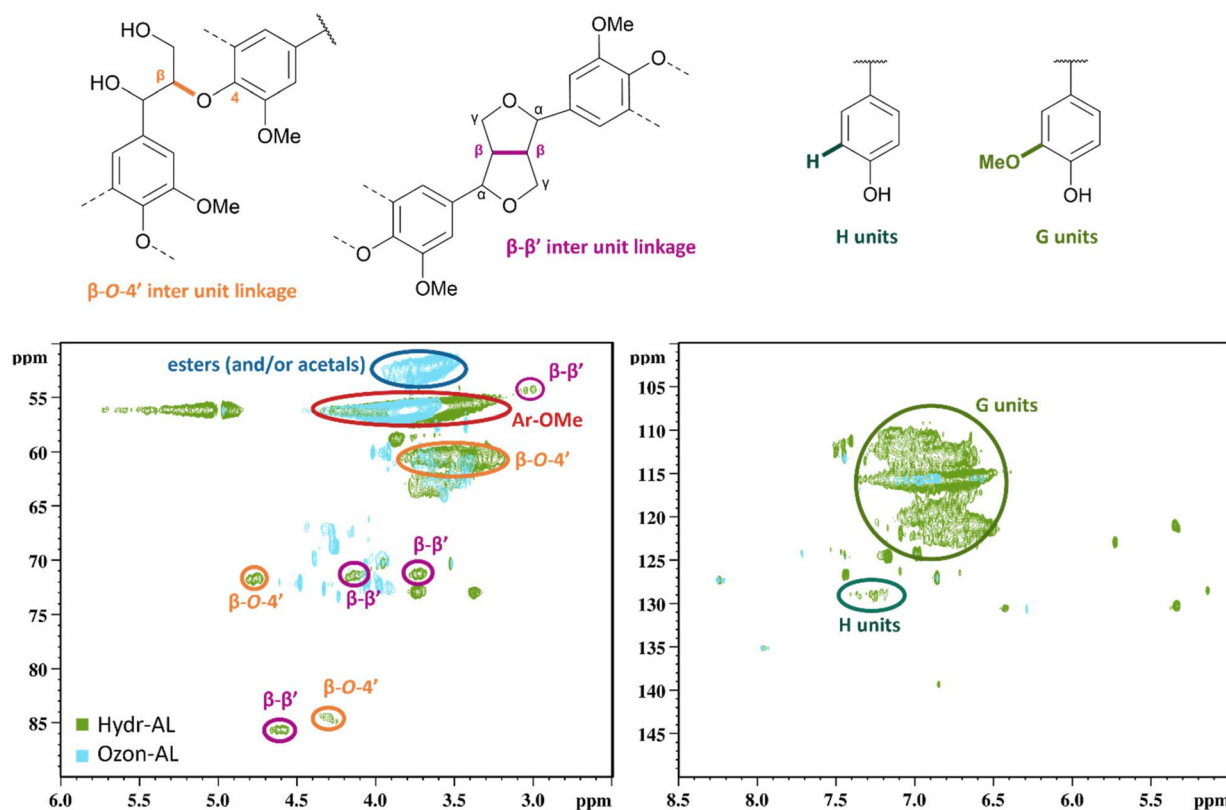 HO
HO
β
O
4
OMe
OMe
O
β-O-4’ inter unit linkage
OMe
O
O
α
γ
β
β
γ
α
O
O
OMe
β-β’ inter unit linkage
H
OH
H units
MeO
OH
G units
ppm
esters (and/or acetals)
β-β’
Ar-OMe
β-O-4’
β-β’
β-O-4’
β-β’
β-β’
β-O-4’
Hydr-AL
Ozon-AL
55
60
65
70
75
80
85
6.0 5.5 5.0 4.5 4.0 3.5 3.0 ppm
ppm
G units
H units
105
110
115
120
125
130
135
140
145
8.5 8.0 7.5 7.0 6.5 6.0 5.5 ppm